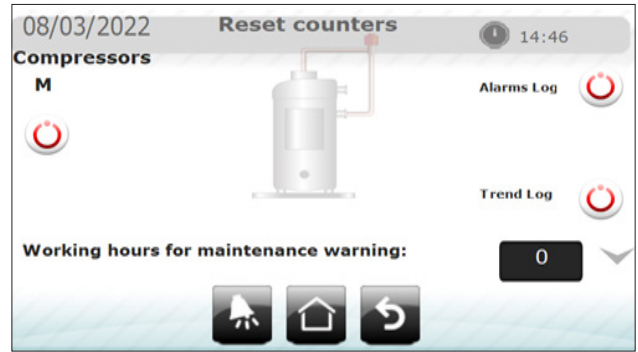 08/03/2022 Reset counters 14:46
Compressors
M
Alarms Log
Trend Log
Working hours for maintenance warning: 0